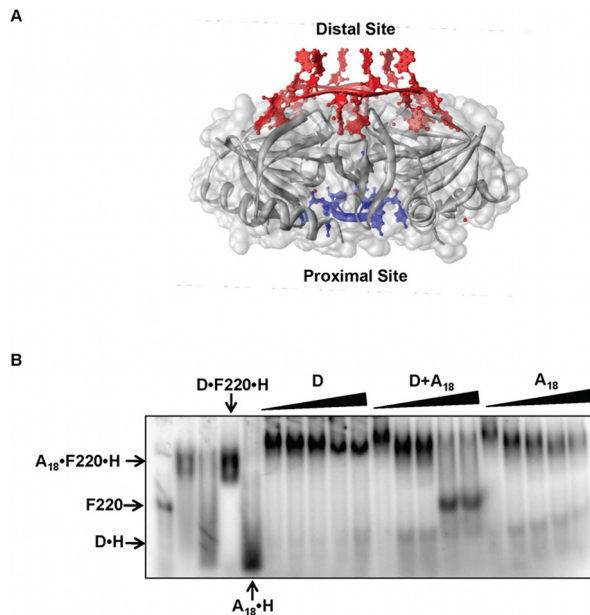 A
Distal Site
Proximal Site
B
D•F220•H
D
D+A18
A18
A18•F220•H
F220
D•H
A18•H